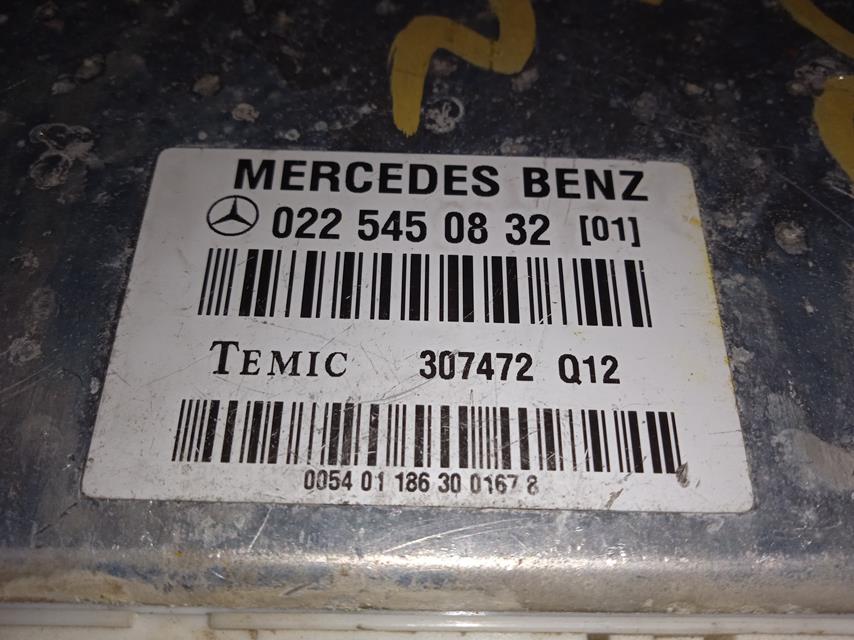 MERCEDES BENZ
022 545 08 32 [01]
TEMIC 307472 Q12
0054 01 186 30 0167 8